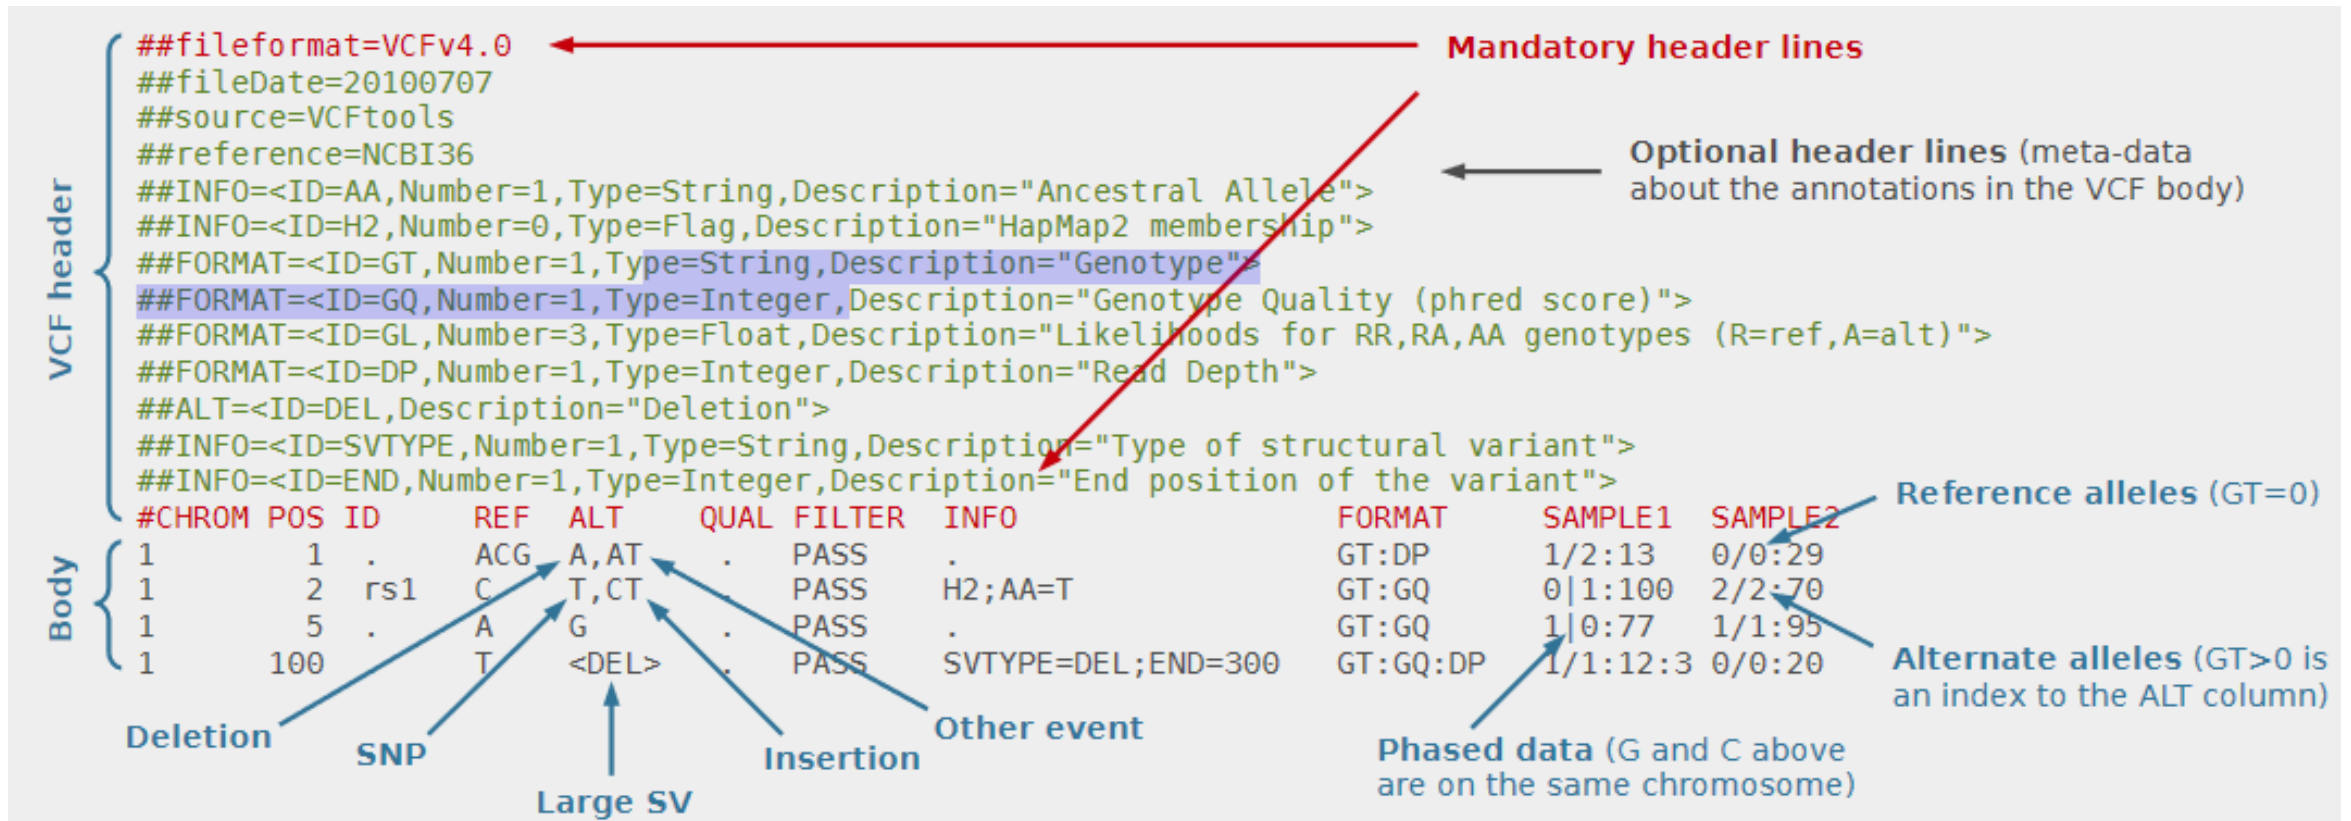 ##fileformat=VCFv4.0
Mandatory header lines
##fileDate=20100707
##source=VCFtools
##reference=NCBI36
Optional header lines (meta-data
about the annotations in the VCF body)
##INFO=<ID=AA,Number=1,Type=String,Description="Ancestral Allele">
##INFO=<ID=H2,Number=0,Type=Flag,Description="HapMap2 membership">
##FORMAT=<ID=GT,Number=1,Type=String,Description="Genotype">
##FORMAT=<ID=GQ,Number=1,Type=Integer,Description="Genotype Quality (phred score)">
##FORMAT=<ID=GL,Number=3,Type=Float,Description="Likelihoods for RR,RA,AA genotypes (R=ref,A=alt)">
##FORMAT=<ID=DP,Number=1,Type=Integer,Description="Read Depth">
##ALT=<ID=DEL,Description="Deletion">
##INFO=<ID=SVTYPE,Number=1,Type=String,Description="Type of structural variant">
##INFO=<ID=END,Number=1,Type=Integer,Description="End position of the variant">
VCF header
Reference alleles (GT=0)
#CHROM POS ID REF ALT QUAL FILTER INFO FORMAT SAMPLE1 SAMPLE2
1 1 . ACG A,AT . PASS . GT:DP 1/2:13 0/0:29
1 2 rs1 C T,CT . PASS H2;AA=T GT:GQ 0|1:100 2/2:70
1 5 . A G . PASS . GT:GQ 1|0:77 1/1:95
1 100 T <DEL> . PASS SVTYPE=DEL;END=300 GT:GQ:DP 1/1:12:3 0/0:20
Body
Alternate alleles (GT>0 is
an index to the ALT column)
Deletion
SNP
Large SV
Insertion
Other event
Phased data (G and C above
are on the same chromosome)